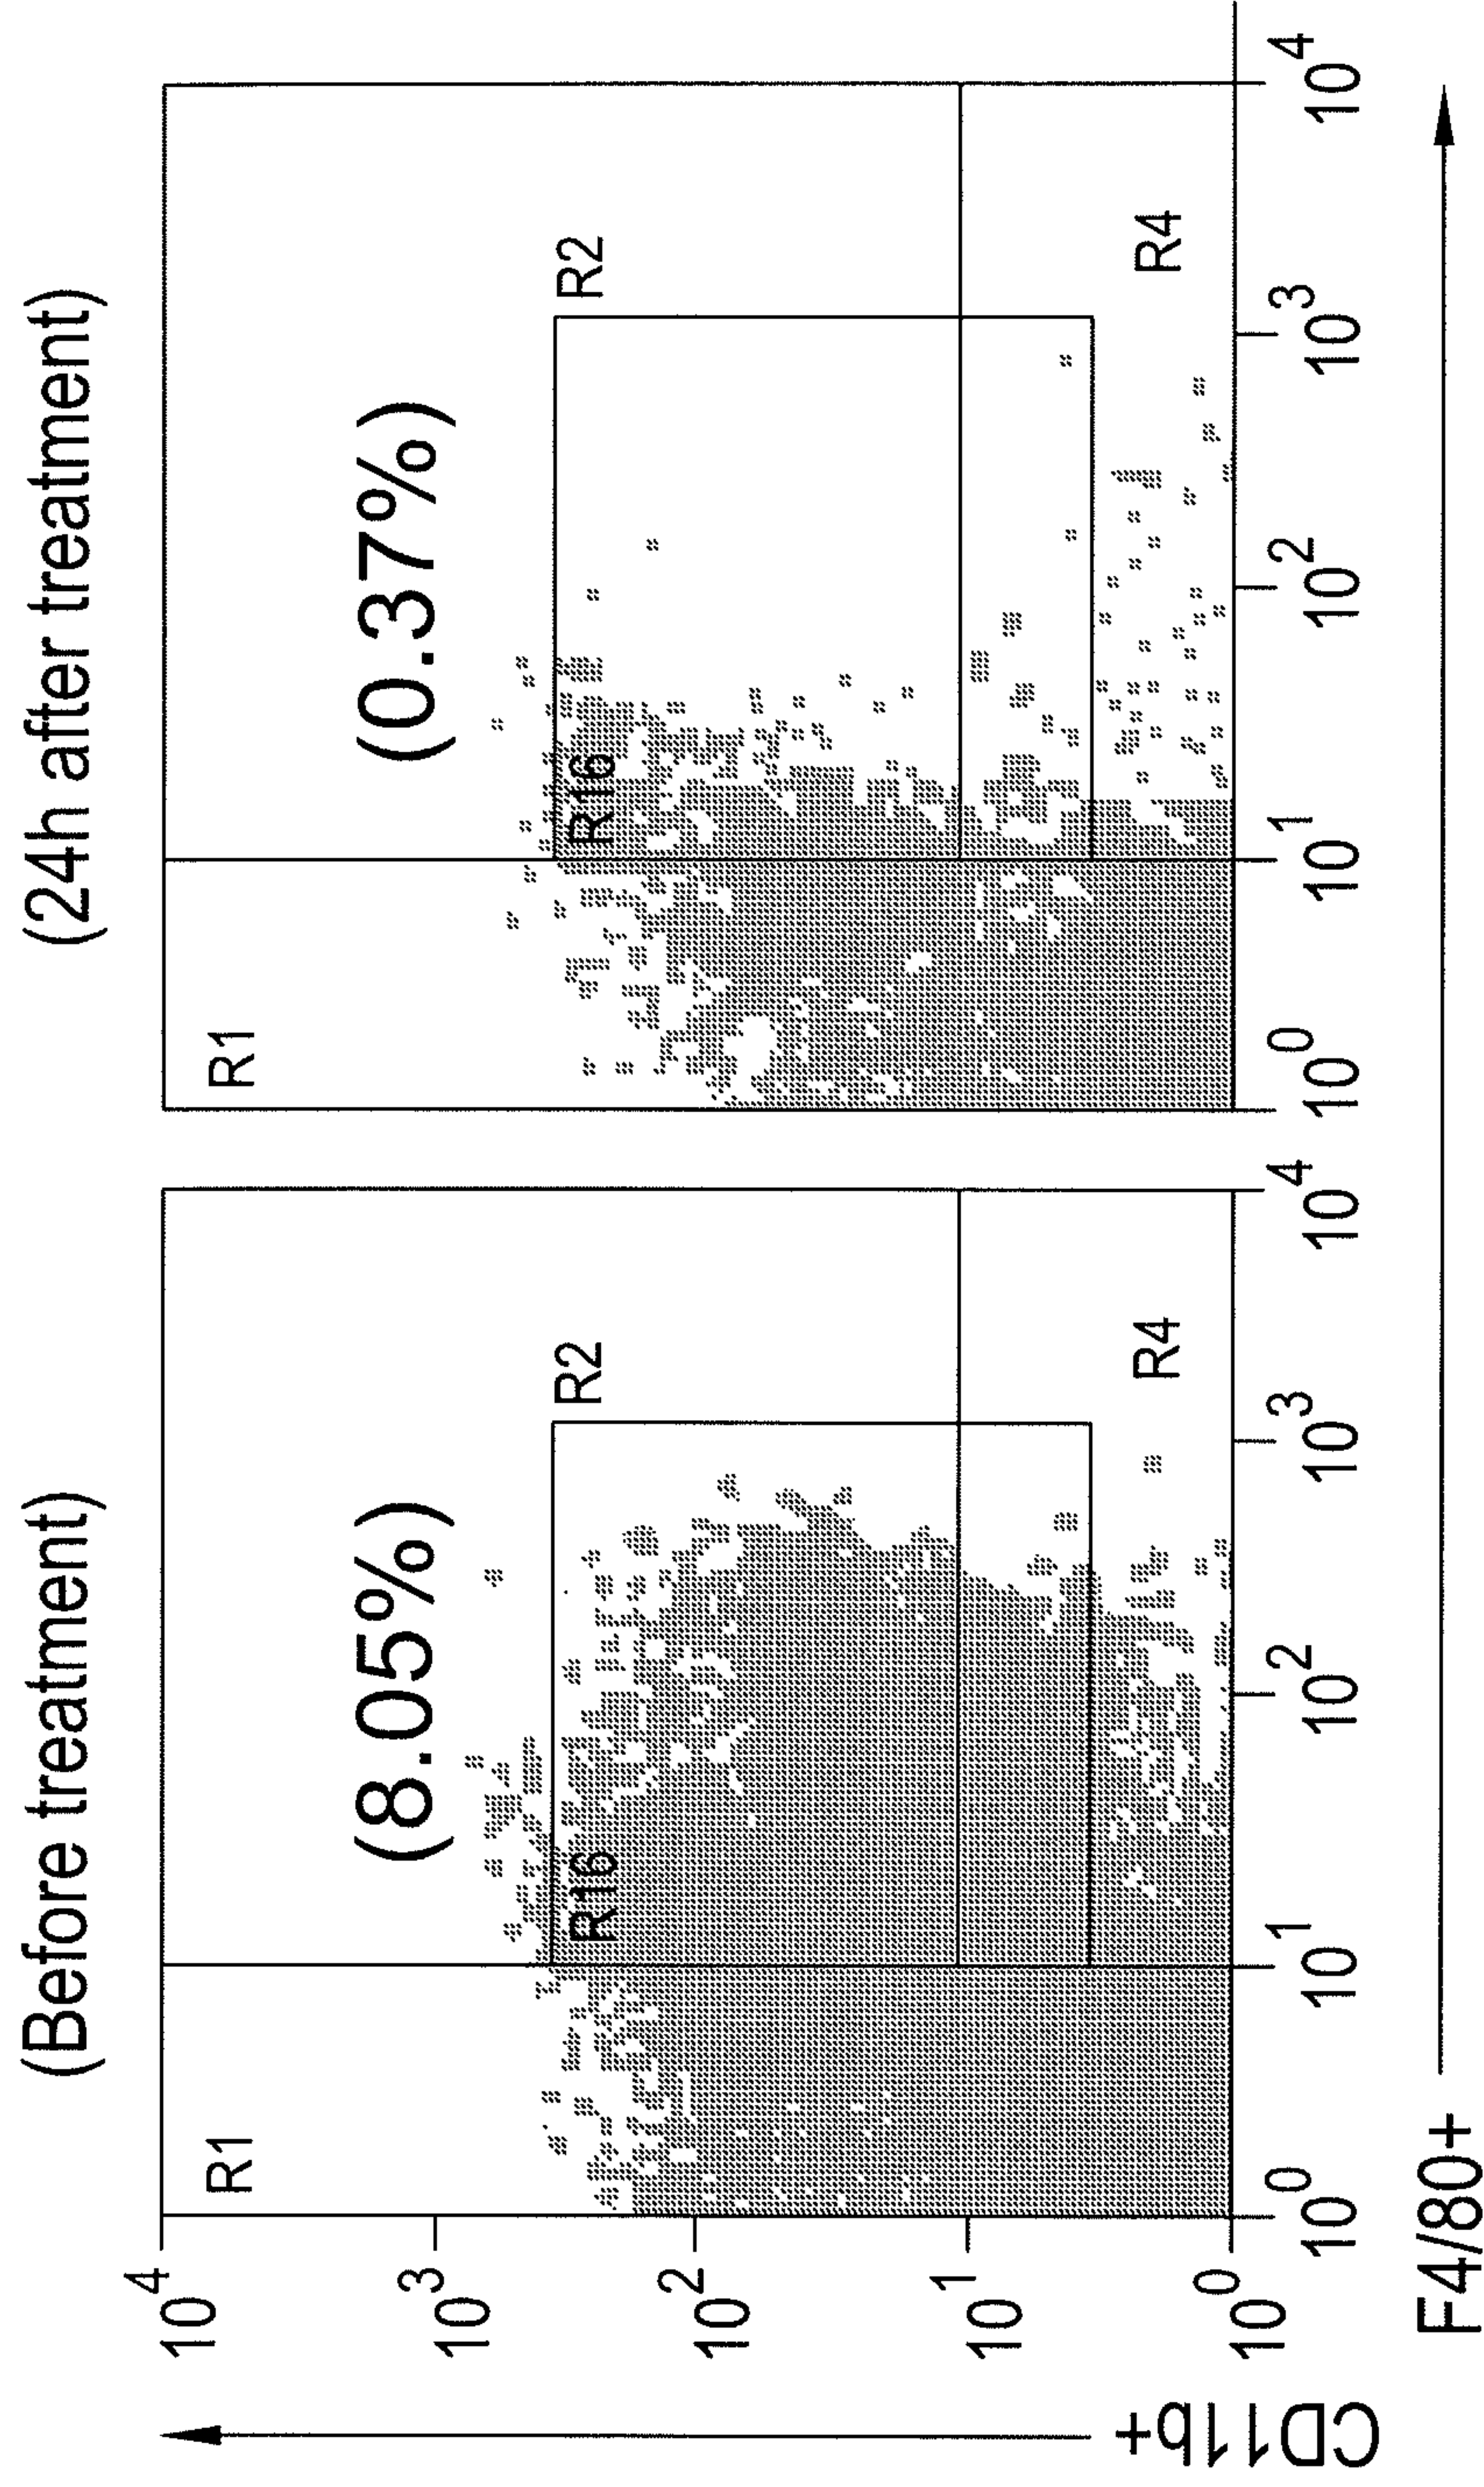 (Before treatment)
(24h after treatment)
R1
(8.05%)
R2
R16
R4
R1
(0.37%)
R2
R16
R4
10^4
10^3
10^2
10^1
10^0
CD11b+
10^0 10^1 10^2 10^3 10^4
10^0 10^1 10^2 10^3 10^4
F4/80+